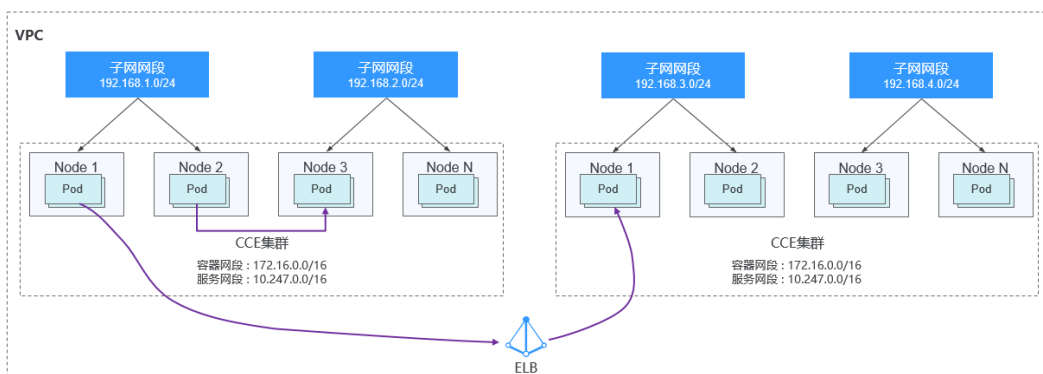 VPC
子网网段
192.168.1.0/24
子网网段
192.168.2.0/24
子网网段
192.168.3.0/24
子网网段
192.168.4.0/24
Node 1
Pod
Node 2
Pod
Node 3
Pod
Node N
Pod
CCE集群
容器网段 : 172.16.0.0/16
服务网段 : 10.247.0.0/16
Node 1
Pod
Node 2
Pod
Node 3
Pod
Node N
Pod
CCE集群
容器网段 : 172.16.0.0/16
服务网段 : 10.247.0.0/16
ELB